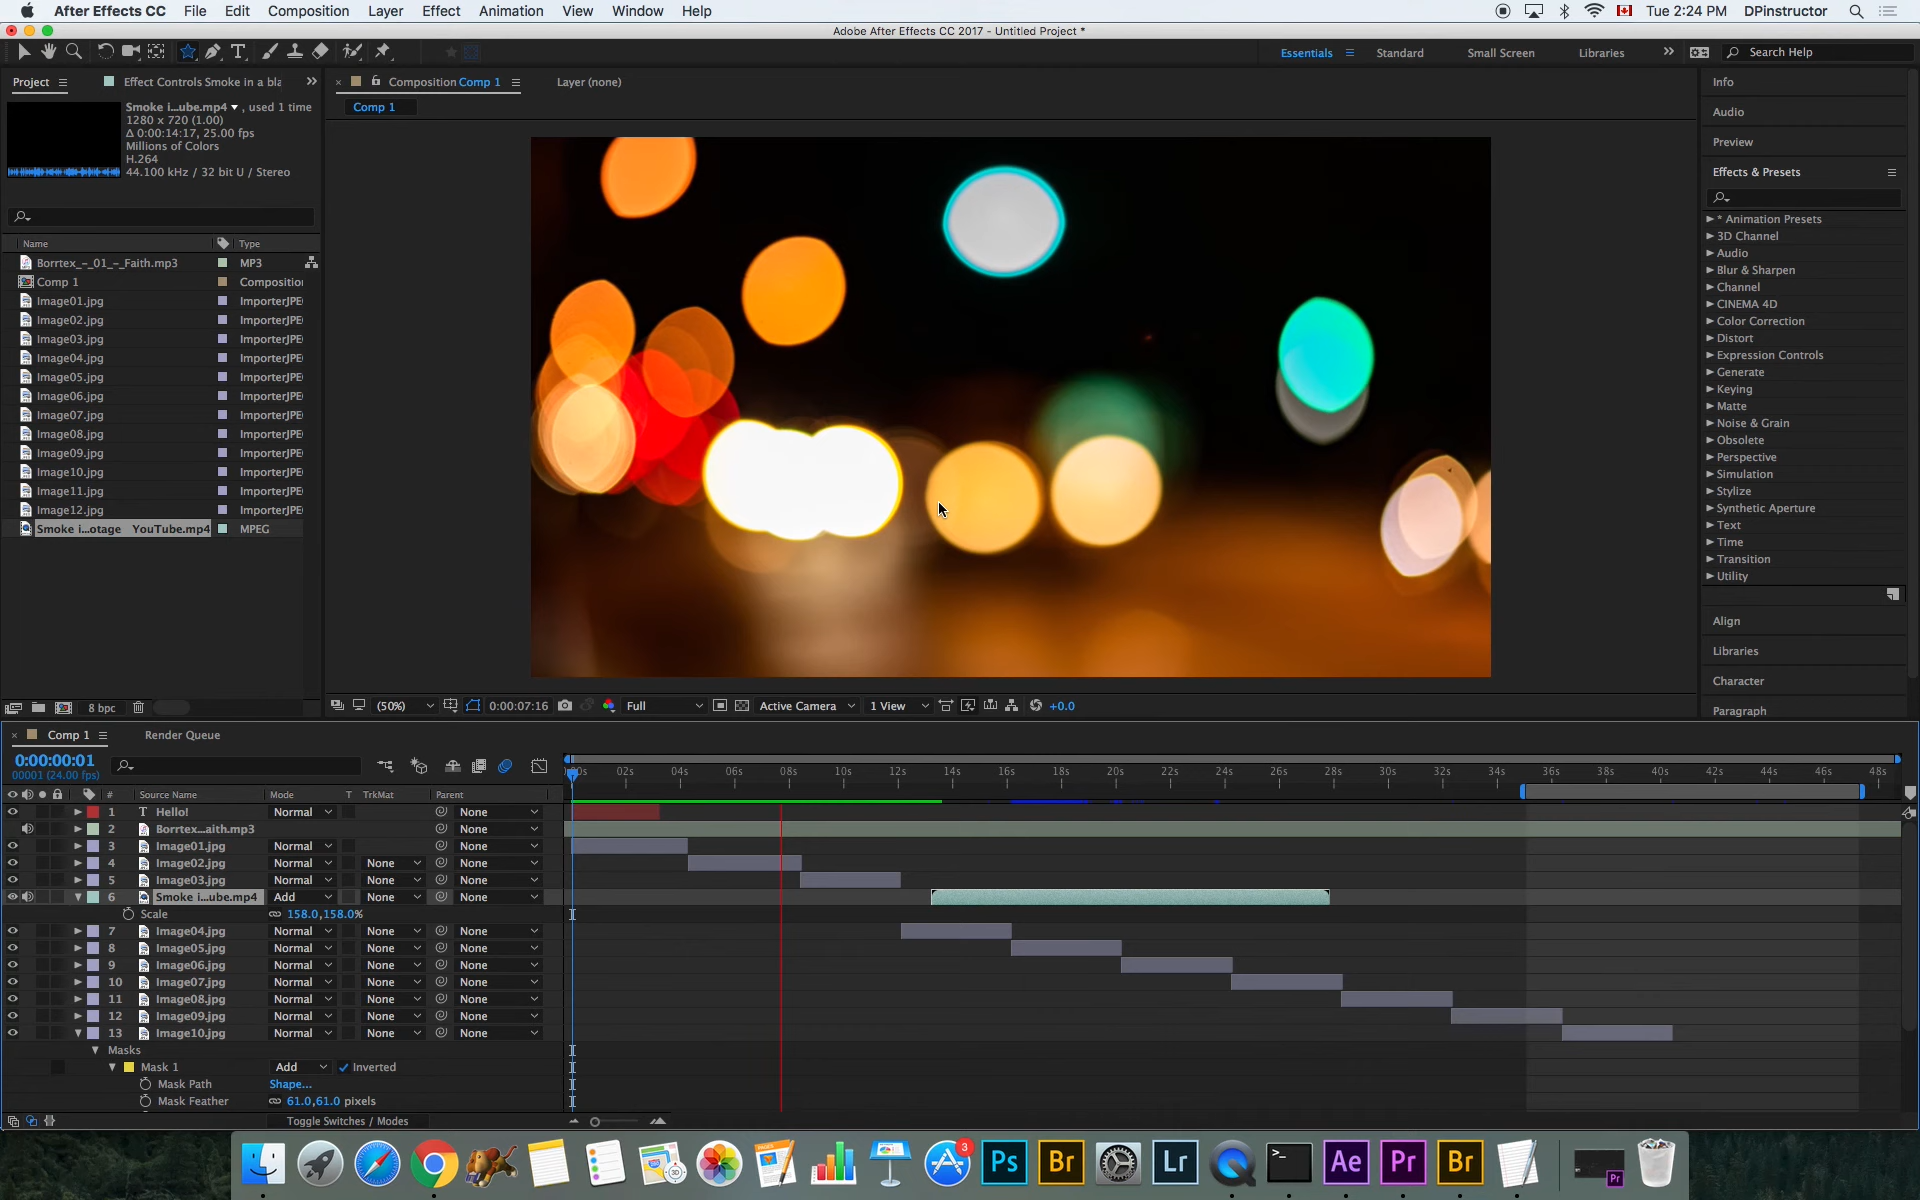 After Effects CC File Edit Composition Layer Effect Animation View Window Help Tue 2:24 PM DPinstructor
Adobe After Effects CC 2017 - Untitled Project *
Essentials Standard Small Screen Libraries Search Help
Project Effect Controls Smoke in a bla
Composition Comp 1 Layer (none)
Comp 1
Smoke i...ube.mp4 , used 1 time
1280 x 720 (1.00)
Δ 0:00:14:17, 25.00 fps
Millions of Colors
H.264
44.100 kHz / 32 bit U / Stereo
Name Type
Borrtex_-_01_-_Faith.mp3 MP3
Comp 1 Compositio
Image01.jpg ImporterJPE
Image02.jpg ImporterJPE
Image03.jpg ImporterJPE
Image04.jpg ImporterJPE
Image05.jpg ImporterJPE
Image06.jpg ImporterJPE
Image07.jpg ImporterJPE
Image08.jpg ImporterJPE
Image09.jpg ImporterJPE
Image10.jpg ImporterJPE
Image11.jpg ImporterJPE
Image12.jpg ImporterJPE
Smoke i...otage YouTube.mp4 MPEG
8 bpc
(50%) 0:00:07:16 Full Active Camera 1 View +0.0
Info
Audio
Preview
Effects & Presets
* Animation Presets
3D Channel
Audio
Blur & Sharpen
Channel
CINEMA 4D
Color Correction
Distort
Expression Controls
Generate
Keying
Matte
Noise & Grain
Obsolete
Perspective
Simulation
Stylize
Synthetic Aperture
Text
Time
Transition
Utility
Align
Libraries
Character
Paragraph
Comp 1 Render Queue
0:00:00:01
00001 (24.00 fps)
00s 02s 04s 06s 08s 10s 12s 14s 16s 18s 20s 22s 24s 26s 28s 30s 32s 34s 36s 38s 40s 42s 44s 46s 48s
# Source Name Mode T TrkMat Parent
1 T Hello! Normal None
2 Borrtex...aith.mp3 None
3 Image01.jpg Normal None
4 Image02.jpg Normal None None
5 Image03.jpg Normal None None
6 Smoke i...ube.mp4 Add None None
Scale 158.0,158.0%
7 Image04.jpg Normal None None
8 Image05.jpg Normal None None
9 Image06.jpg Normal None None
10 Image07.jpg Normal None None
11 Image08.jpg Normal None None
12 Image09.jpg Normal None None
13 Image10.jpg Normal None None
Masks
Mask 1 Add Inverted
Mask Path Shape...
Mask Feather 61.0,61.0 pixels
Toggle Switches / Modes
3 Ps Br Lr >_ Ae Pr Br Pr